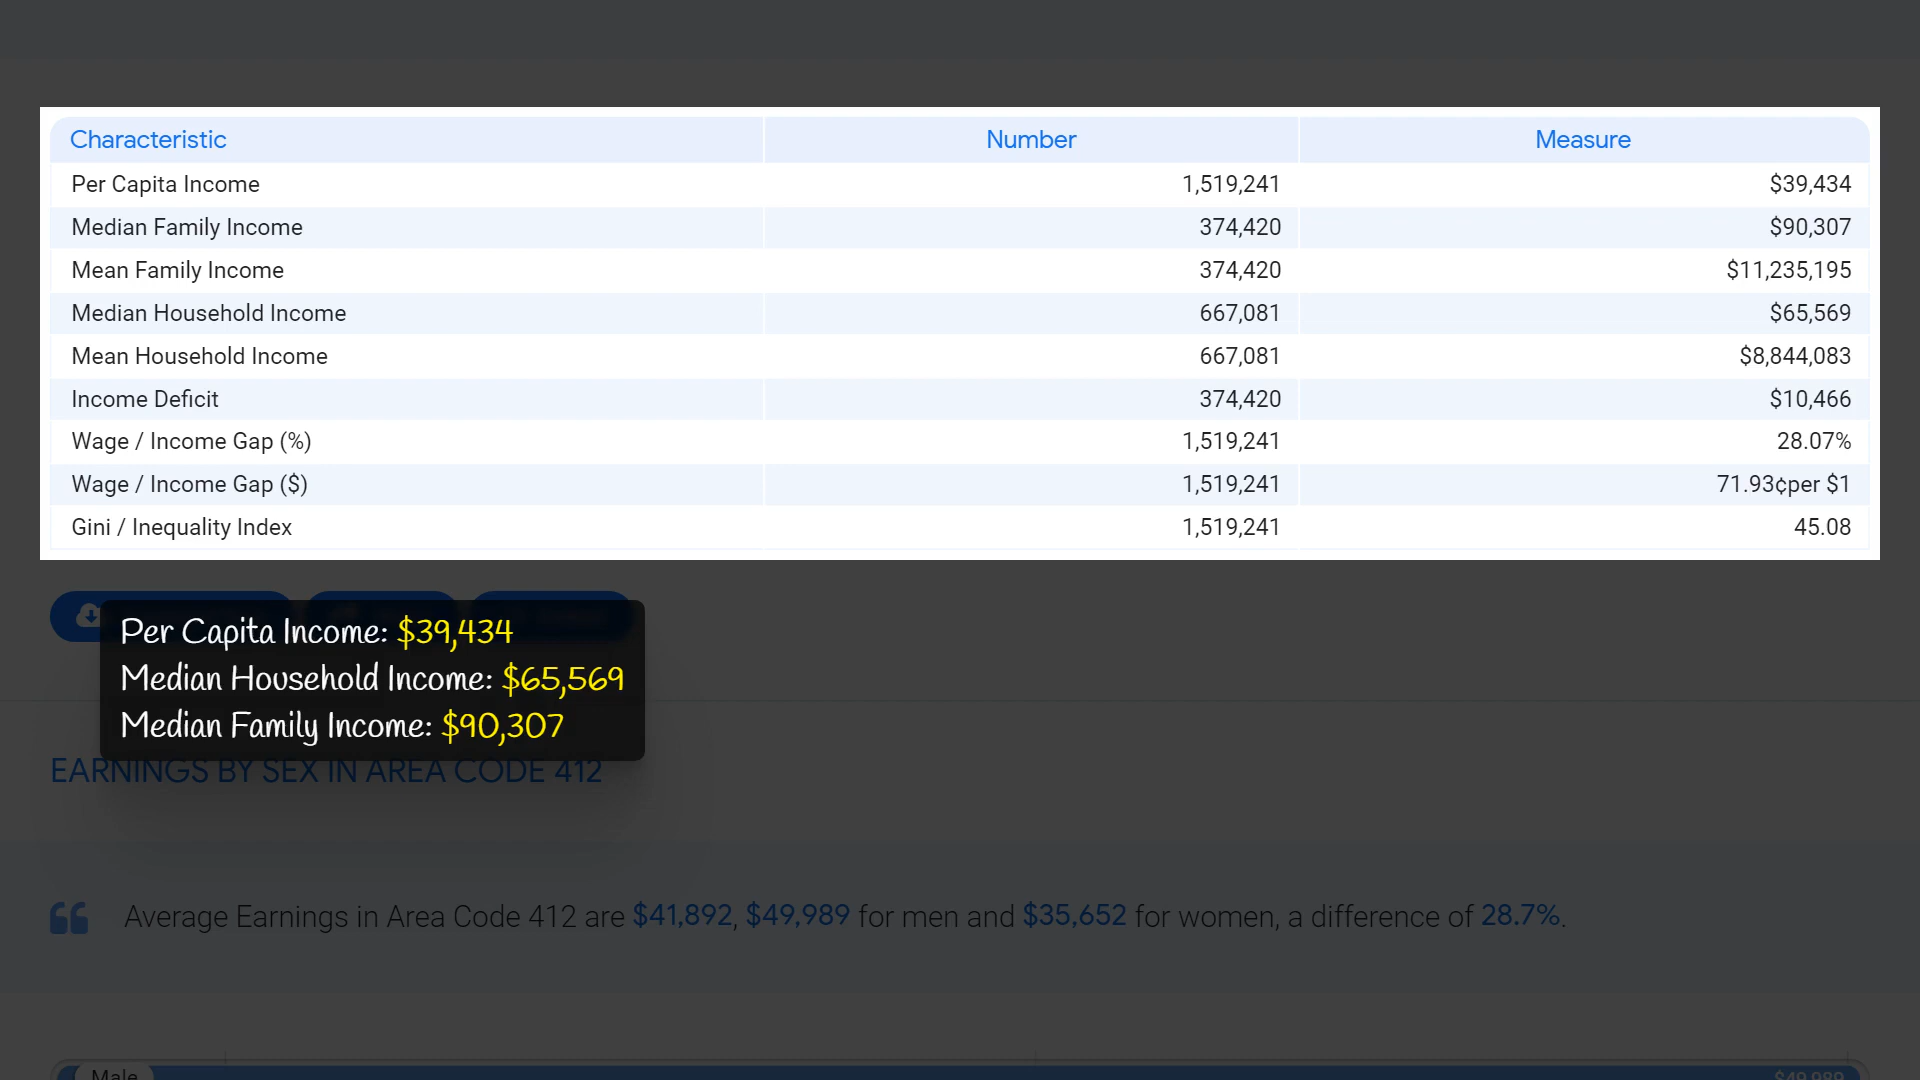 Characteristic Number Measure
Per Capita Income 1,519,241 $39,434
Median Family Income 374,420 $90,307
Mean Family Income 374,420 $11,235,195
Median Household Income 667,081 $65,569
Mean Household Income 667,081 $8,844,083
Income Deficit 374,420 $10,466
Wage / Income Gap (%) 1,519,241 28.07%
Wage / Income Gap ($) 1,519,241 71.93¢per $1
Gini / Inequality Index 1,519,241 45.08
Per Capita Income: $39,434
Median Household Income: $65,569
Median Family Income: $90,307
EARNINGS BY SEX IN AREA CODE 412
Average Earnings in Area Code 412 are $41,892, $49,989 for men and $35,652 for women, a difference of 28.7%.
Male $49,989